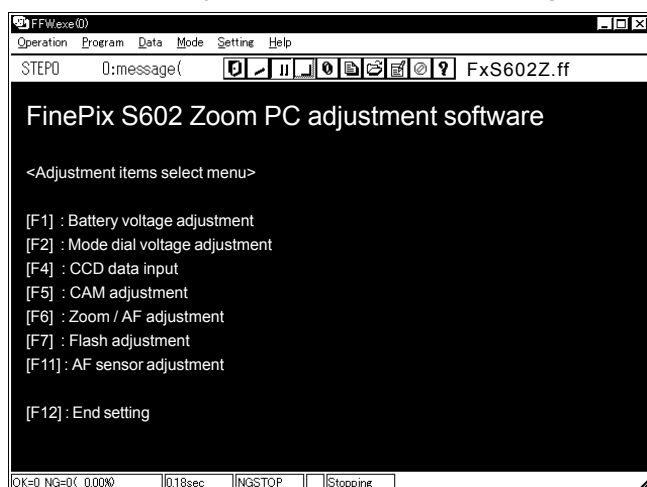 FFW.exe(0)
Operation Program Data Mode Setting Help
STEP0 0:message( FxS602Z.ff
FinePix S602 Zoom PC adjustment software
<Adjustment items select menu>
[F1] : Battery voltage adjustment
[F2] : Mode dial voltage adjustment
[F4] : CCD data input
[F5] : CAM adjustment
[F6] : Zoom / AF adjustment
[F7] : Flash adjustment
[F11] : AF sensor adjustment
[F12] : End setting
OK=0 NG=0( 0.00%) 0.18sec NGSTOP Stopping